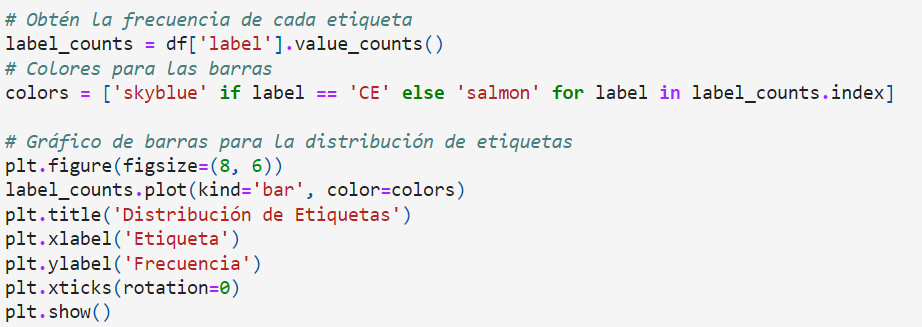 # Obtén la frecuencia de cada etiqueta
label_counts = df['label'].value_counts()
# Colores para las barras
colors = ['skyblue' if label == 'CE' else 'salmon' for label in label_counts.index]
# Gráfico de barras para la distribución de etiquetas
plt.figure(figsize=(8, 6))
label_counts.plot(kind='bar', color=colors)
plt.title('Distribución de Etiquetas')
plt.xlabel('Etiqueta')
plt.ylabel('Frecuencia')
plt.xticks(rotation=0)
plt.show()